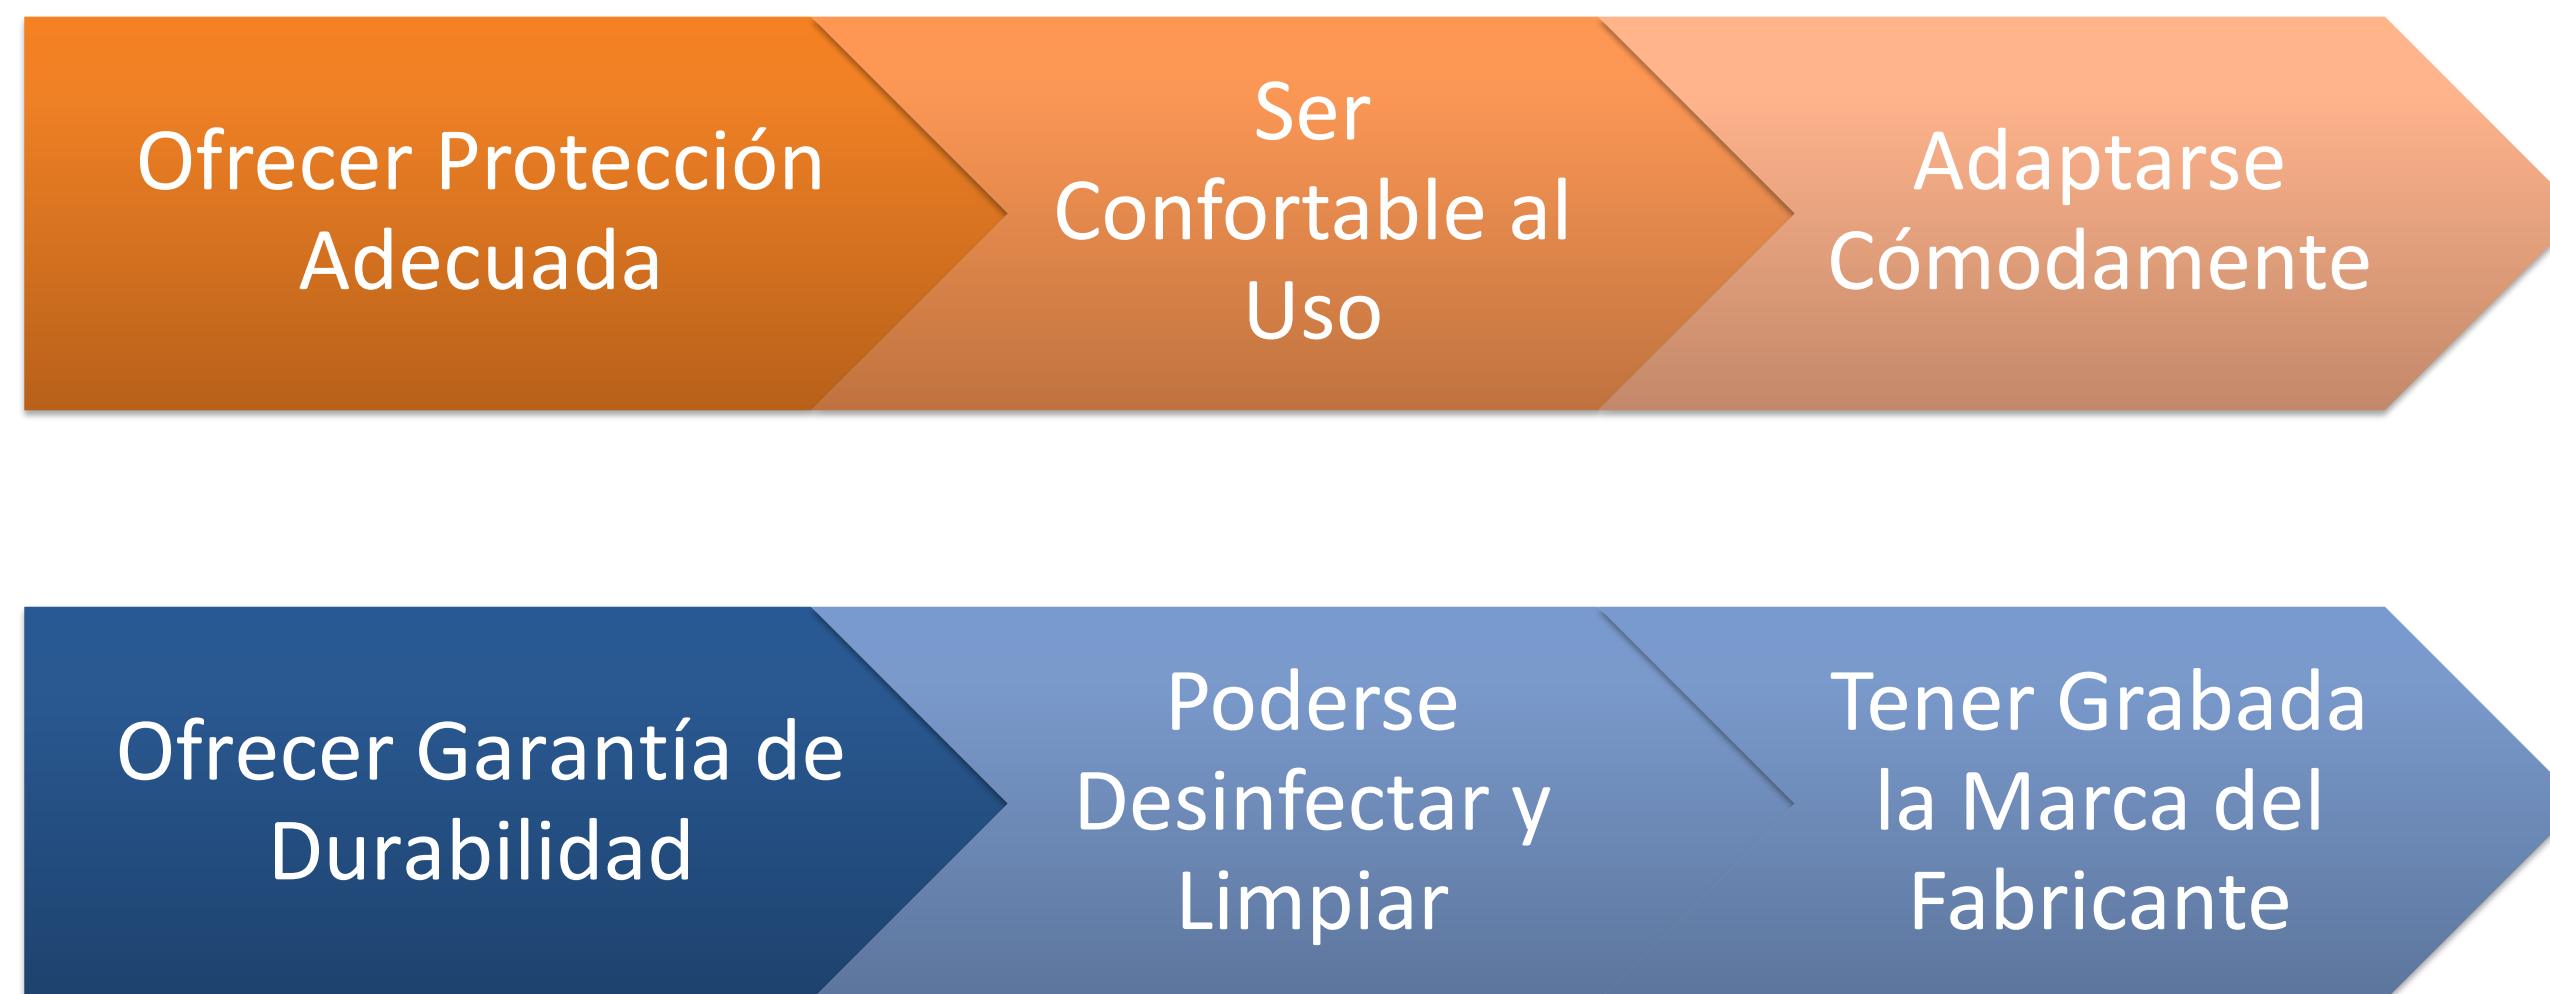 Ofrecer Protección
Adecuada
Ser
Confortable al
Uso
Adaptarse
Cómodamente
Ofrecer Garantía de
Durabilidad
Poderse
Desinfectar y
Limpiar
Tener Grabada
la Marca del
Fabricante